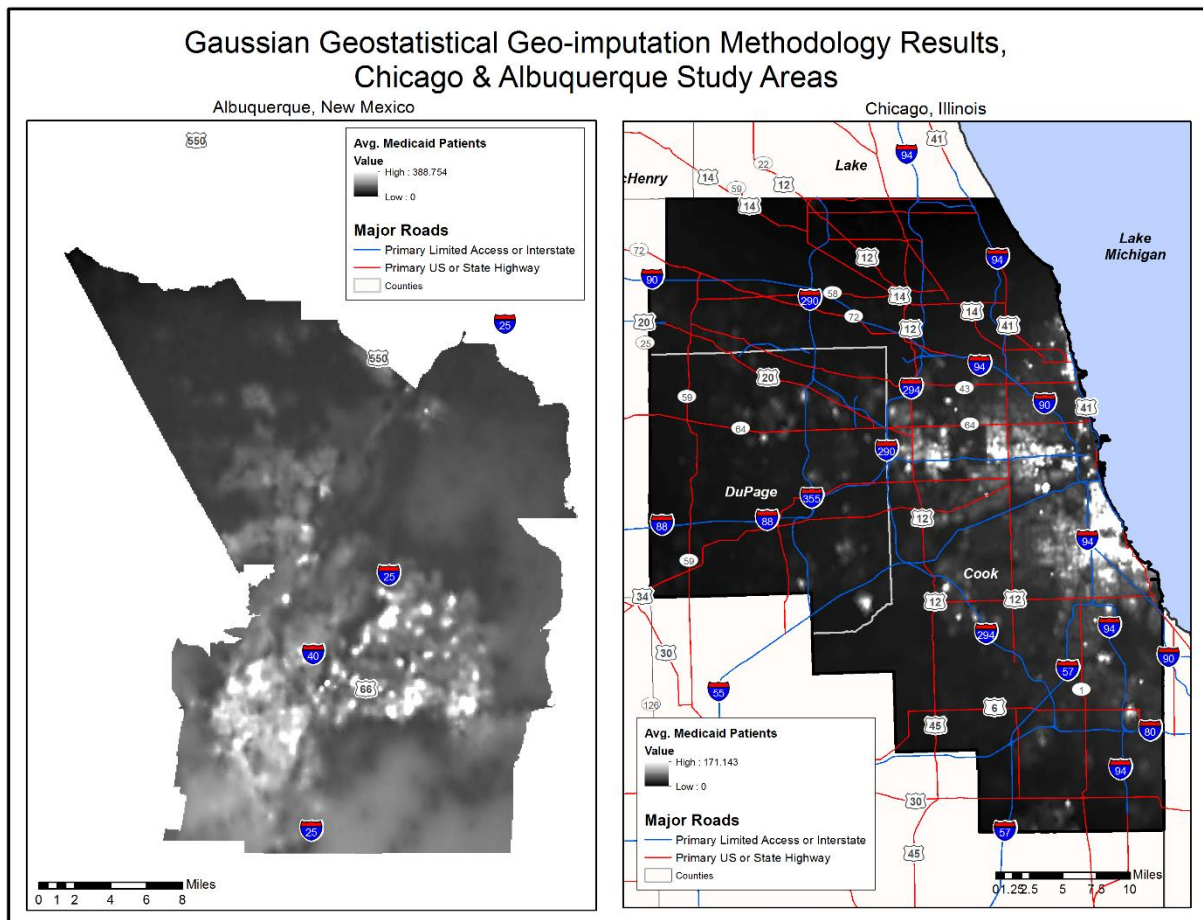 Gaussian Geostatistical Geo-imputation Methodology Results,
Chicago & Albuquerque Study Areas
Albuquerque, New Mexico
550
Avg. Medicaid Patients
Value
High : 388.754
Low : 0
Major Roads
Primary Limited Access or Interstate
Primary US or State Highway
Counties
25
550
25
40
66
25
Miles
0 1 2 4 6 8
Chicago, Illinois
41
94
22
Lake
cHenry
14
12
59
14
Lake
Michigan
72
12
94
90
290
58
14
14
20
72
12
41
25
94
20
294
43
59
90
41
64
64
290
DuPage
355
88
88
12
94
59
Cook
34
12
12
294
94
30
57
90
55
1
126
6
45
80
94
Avg. Medicaid Patients
Value
High : 171.143
Low : 0
30
Major Roads
Primary Limited Access or Interstate
57
Primary US or State Highway
45
Counties
Miles
0 1.25 2.5 5 7.5 10